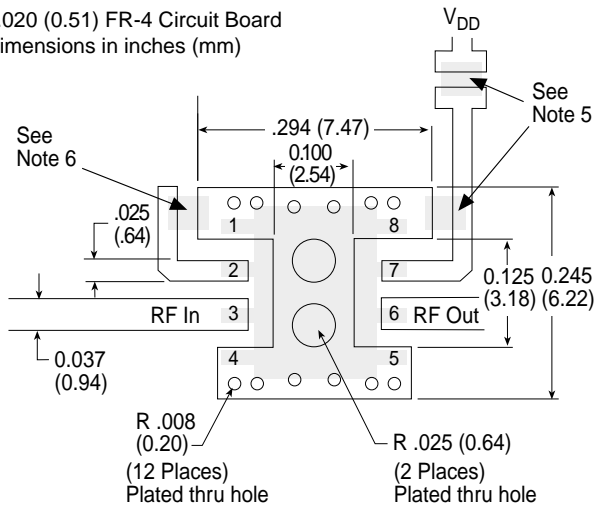 .020 (0.51) FR-4 Circuit Board
imensions in inches (mm)
VDD
See
Note 5
See
Note 6
.294 (7.47)
0.100
(2.54)
.025
(.64)
1
8
2
7
0.125
(3.18)
0.245
(6.22)
RF In
3
6
RF Out
4
5
0.037
(0.94)
R .008
(0.20)
(12 Places)
Plated thru hole
R .025 (0.64)
(2 Places)
Plated thru hole